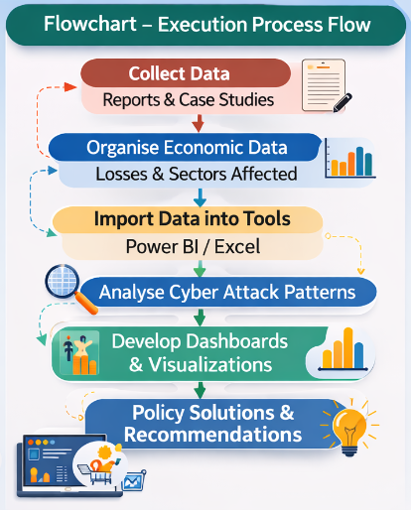 Flowchart – Execution Process Flow
Collect Data
Reports & Case Studies
Organise Economic Data
Losses & Sectors Affected
Import Data into Tools
Power BI / Excel
Analyse Cyber Attack Patterns
Develop Dashboards
& Visualizations
Policy Solutions &
Recommendations